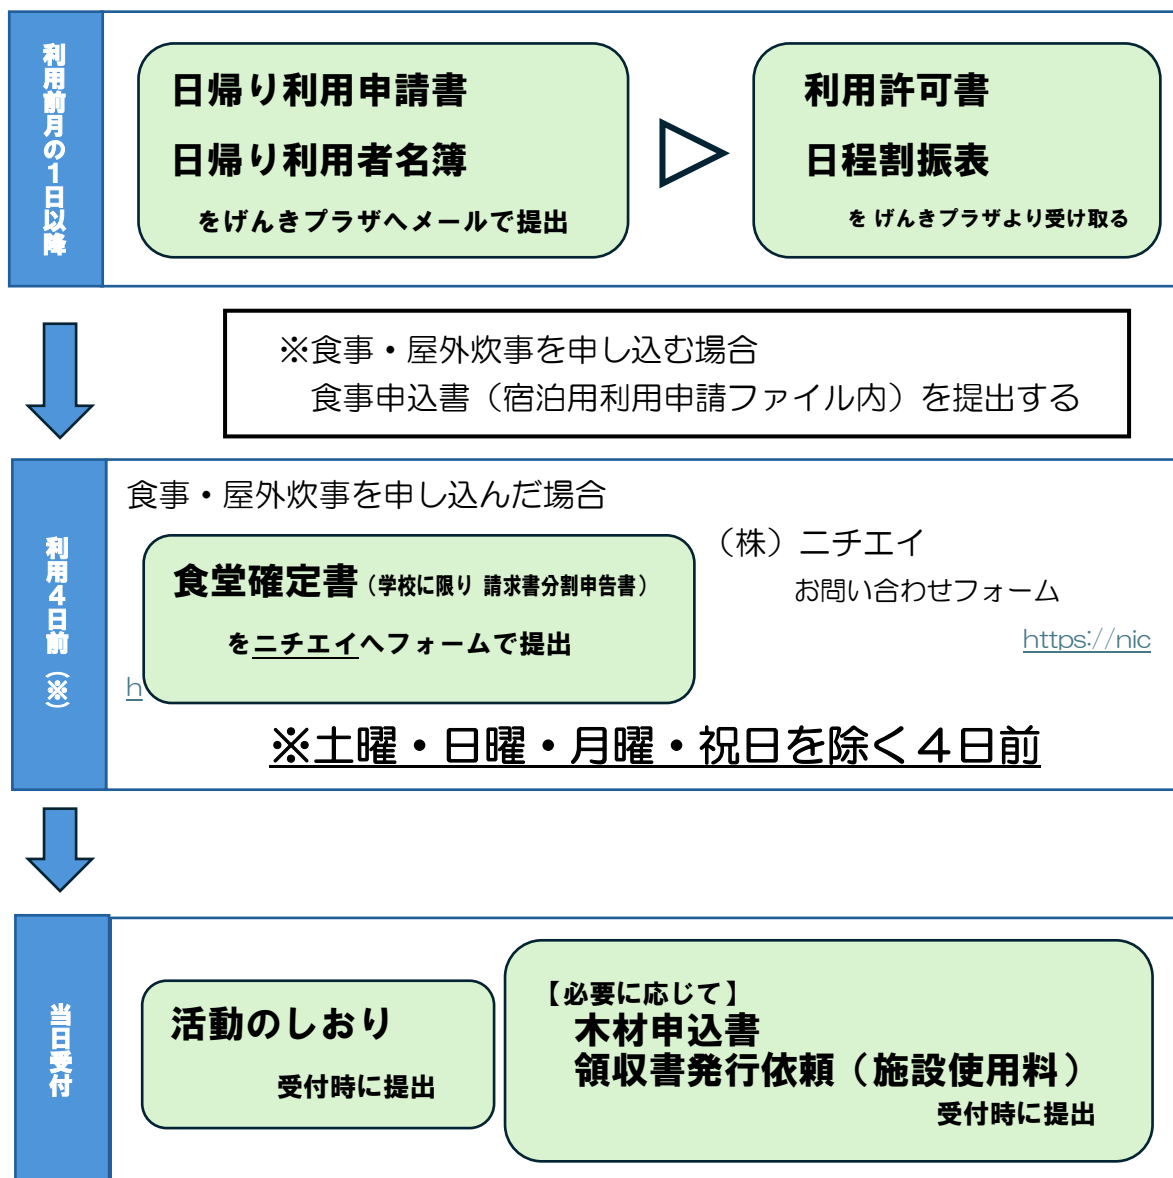 利用前月の1日以降
日帰り利用申請書
日帰り利用者名簿
をげんきプラザへメールで提出
利用許可書
日程割振表
を げんきプラザより受け取る
※食事・屋外炊事を申し込む場合
食事申込書（宿泊用利用申請ファイル内）を提出する
利用4日前（※）
食事・屋外炊事を申し込んだ場合
食堂確定書（学校に限り 請求書分割申告書）
をニチエイへフォームで提出
（株）ニチエイ
お問い合わせフォーム
https://nic
h
※土曜・日曜・月曜・祝日を除く４日前
当日受付
活動のしおり
受付時に提出
【必要に応じて】
木材申込書
領収書発行依頼（施設使用料）
受付時に提出